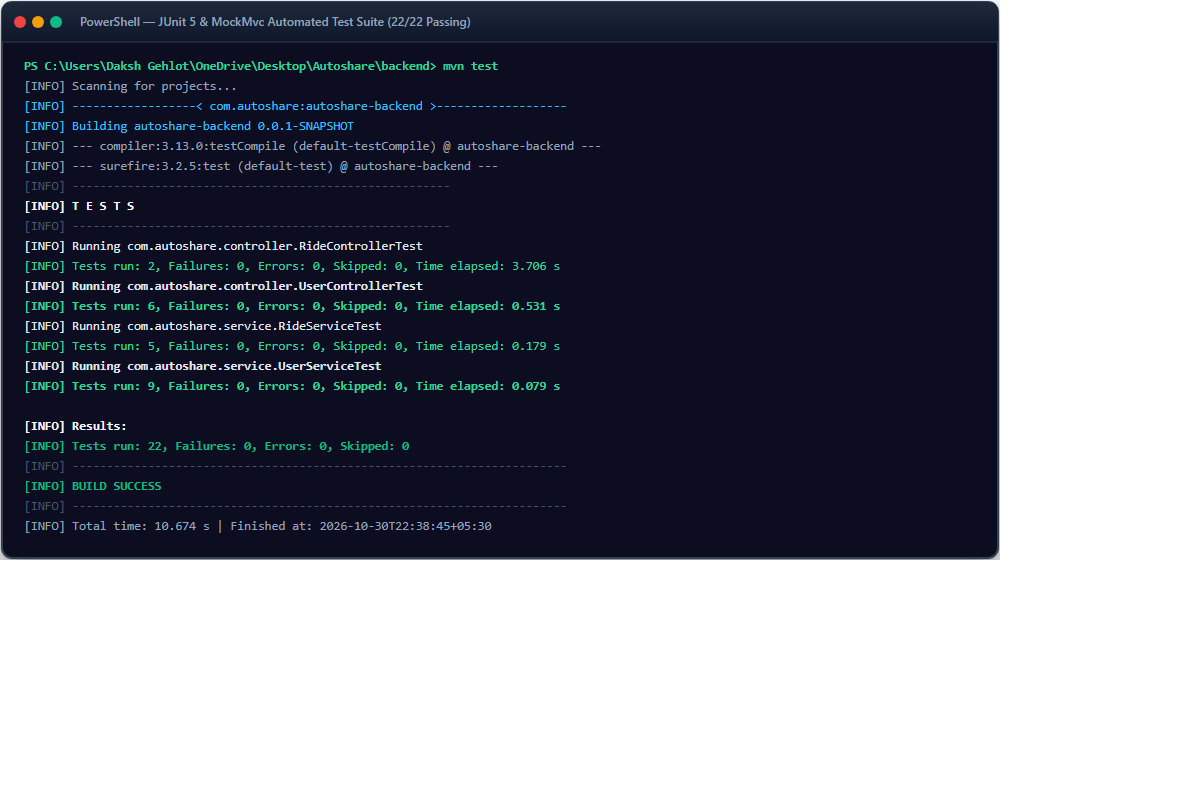 PowerShell — JUnit 5 & MockMvc Automated Test Suite (22/22 Passing)
PS C:\Users\Daksh Gehlot\OneDrive\Desktop\Autoshare\backend> mvn test
[INFO] Scanning for projects...
[INFO] ------------------< com.autoshare:autoshare-backend >-------------------
[INFO] Building autoshare-backend 0.0.1-SNAPSHOT
[INFO] --- compiler:3.13.0:testCompile (default-testCompile) @ autoshare-backend ---
[INFO] --- surefire:3.2.5:test (default-test) @ autoshare-backend ---
[INFO] -------------------------------------------------------
[INFO] T E S T S
[INFO] -------------------------------------------------------
[INFO] Running com.autoshare.controller.RideControllerTest
[INFO] Tests run: 2, Failures: 0, Errors: 0, Skipped: 0, Time elapsed: 3.706 s
[INFO] Running com.autoshare.controller.UserControllerTest
[INFO] Tests run: 6, Failures: 0, Errors: 0, Skipped: 0, Time elapsed: 0.531 s
[INFO] Running com.autoshare.service.RideServiceTest
[INFO] Tests run: 5, Failures: 0, Errors: 0, Skipped: 0, Time elapsed: 0.179 s
[INFO] Running com.autoshare.service.UserServiceTest
[INFO] Tests run: 9, Failures: 0, Errors: 0, Skipped: 0, Time elapsed: 0.079 s
[INFO] Results:
[INFO] Tests run: 22, Failures: 0, Errors: 0, Skipped: 0
[INFO] ------------------------------------------------------------------------
[INFO] BUILD SUCCESS
[INFO] ------------------------------------------------------------------------
[INFO] Total time: 10.674 s | Finished at: 2026-10-30T22:38:45+05:30